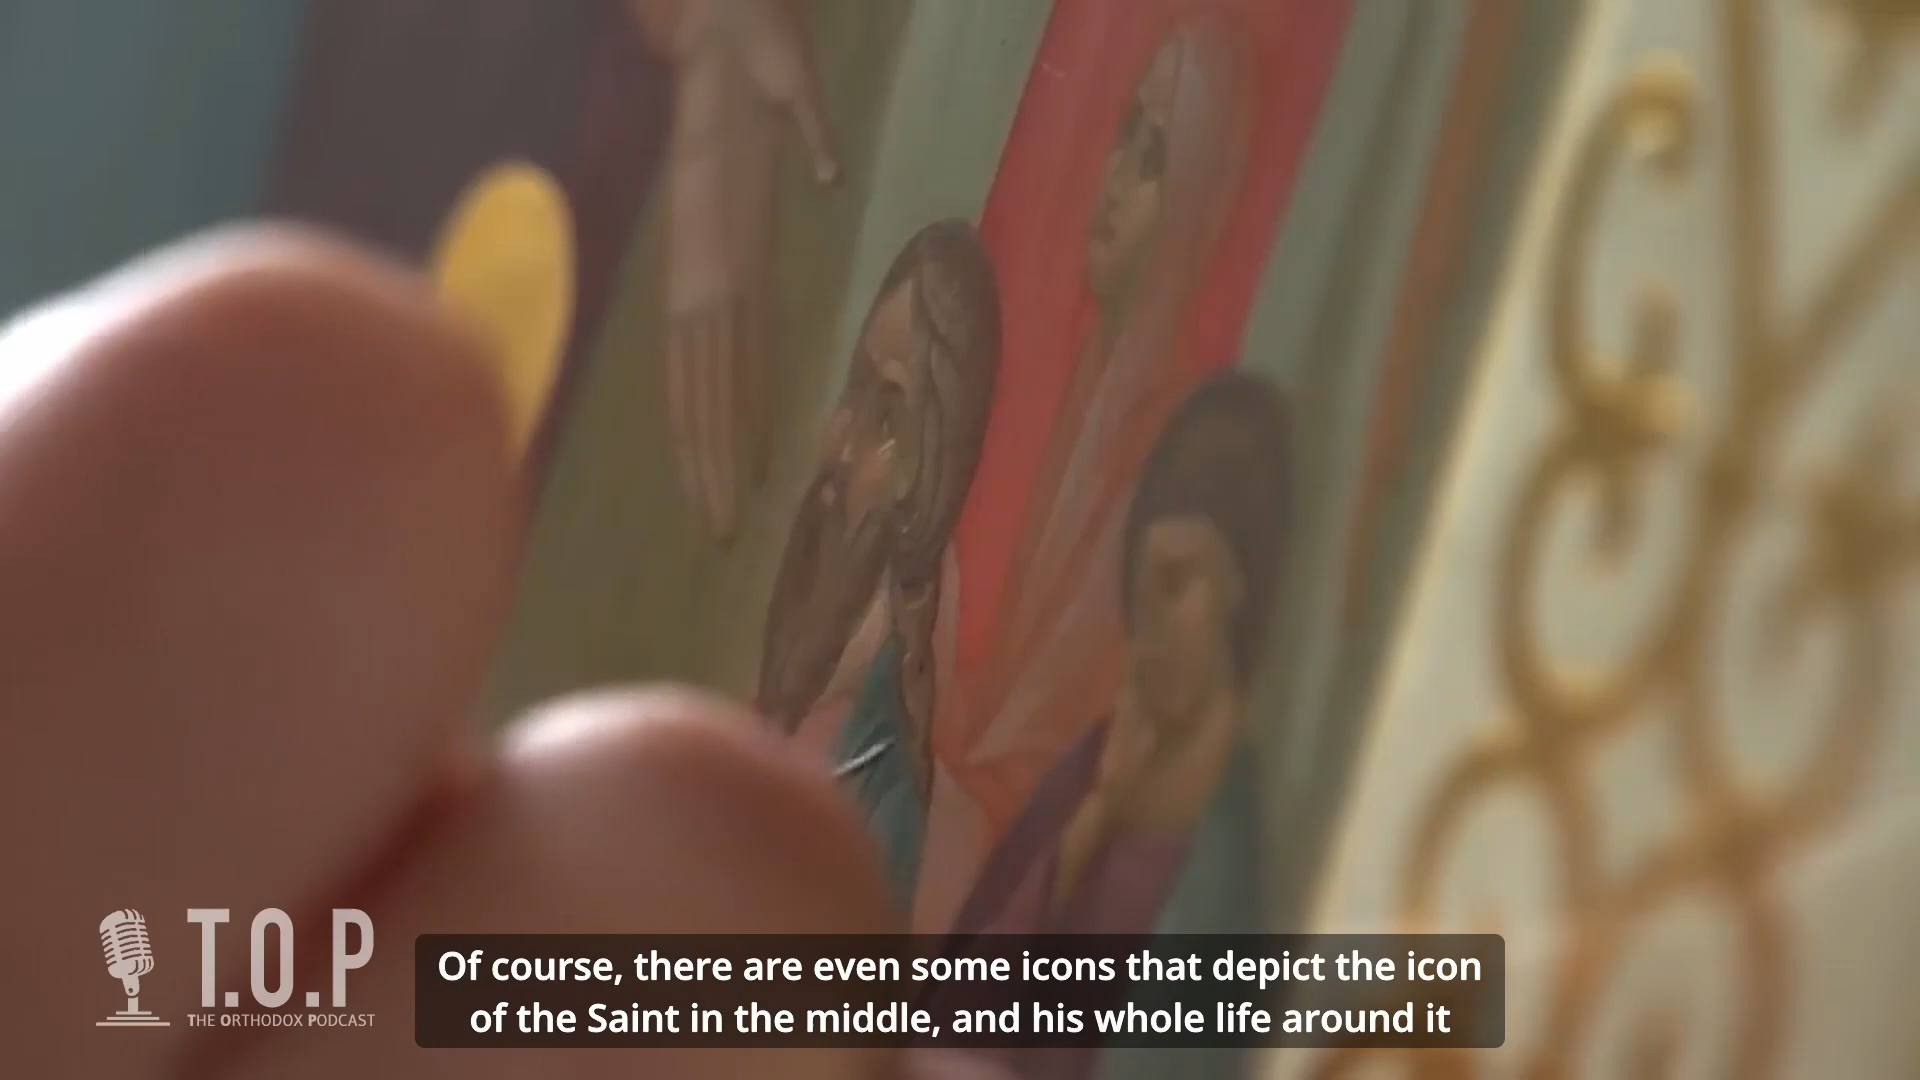 T.O.P
THE ORTHODOX PODCAST
Of course, there are even some icons that depict the icon
of the Saint in the middle, and his whole life around it